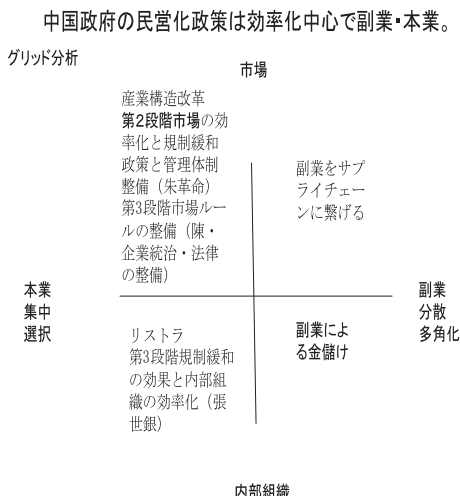 中国政府の民営化政策は効率化中心で副業・本業。
グリッド分析
市場
産業構造改革
第2段階市場の効
率化と規制緩和
政策と管理体制
整備（朱革命）
第3段階市場ルー
ルの整備（陳・
企業統治・法律
の整備）
副業をサプ
ライチェー
ンに繋げる
本業
集中
選択
副業
分散
多角化
リストラ
第3段階規制緩和
の効果と内部組
織の効率化（張
世銀）
副業によ
る金儲け
内部組織